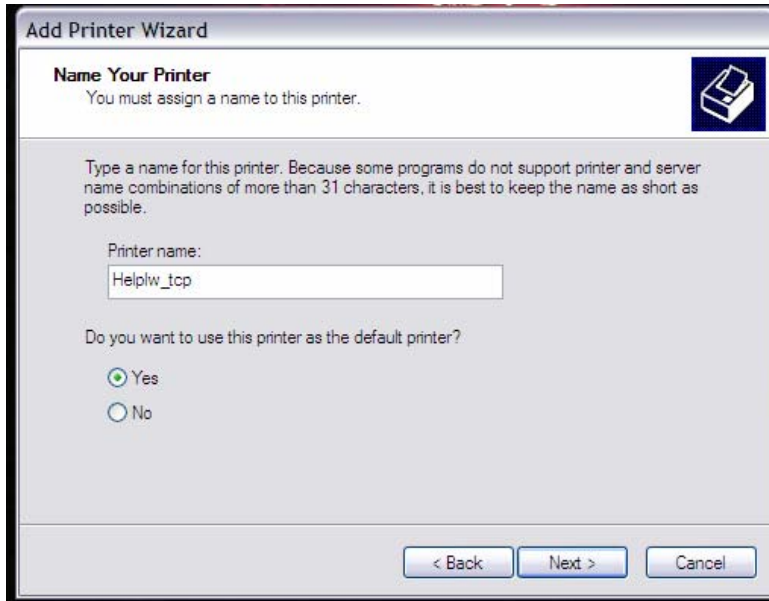 Add Printer Wizard
Name Your Printer
You must assign a name to this printer.
Type a name for this printer. Because some programs do not support printer and server
name combinations of more than 31 characters, it is best to keep the name as short as
possible.
Printer name:
Helplw_tcp
Do you want to use this printer as the default printer?
Yes
No
< Back Next > Cancel